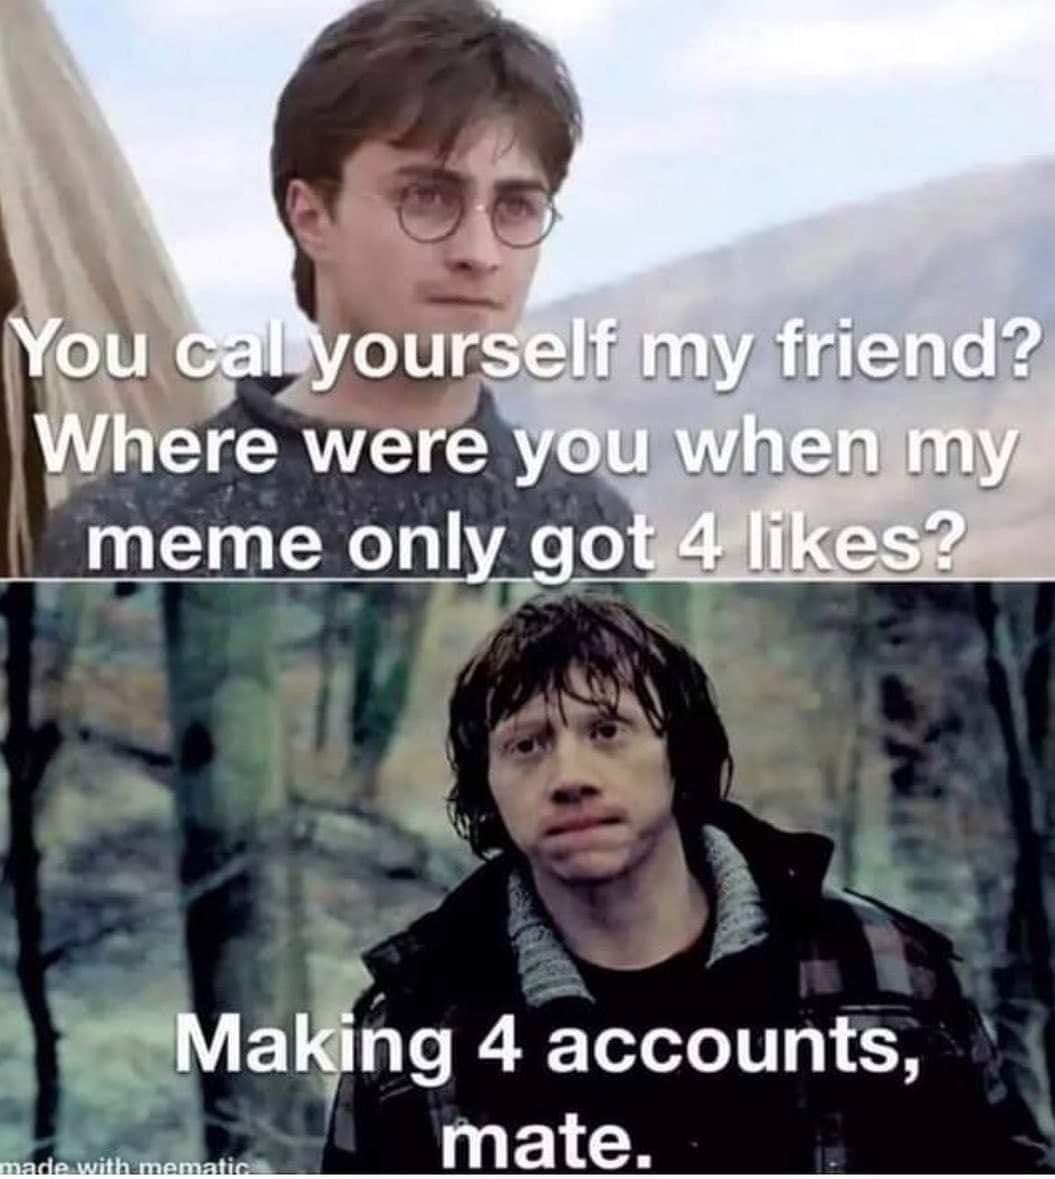 You cal yourself my friend?
Where were you when my
meme only got 4 likes?
Making 4 accounts,
mate.
made with mematic